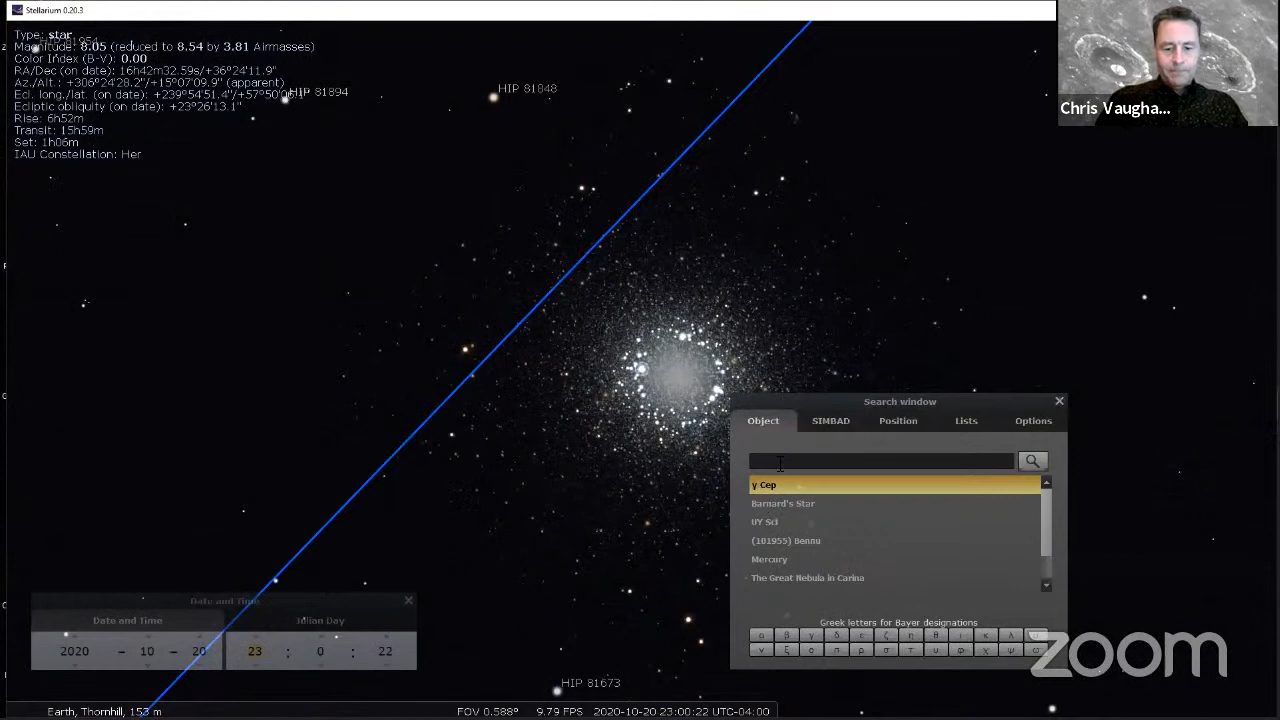 Stellarium 0.20.3
Type: star
HIP 81954
Magnitude: 8.05 (reduced to 8.54 by 3.81 Airmasses)
Color Index (B-V): 0.00
RA/Dec (on date): 16h42m32.59s/+36°24'11.9"
Az./Alt.: +306°24'28.2"/+15°07'09.9" (apparent)
Ecl. long./lat. (on date): +239°54'51.4"/+57°50'06.1"
HIP 81894
HIP 81848
Ecliptic obliquity (on date): +23°26'13.1"
Rise: 6h52m
Transit: 15h59m
Set: 1h06m
IAU Constellation: Her
Chris Vaugha...
Search window
Object SIMBAD Position Lists Options
γ Cep
Barnard's Star
UY Scl
(101955) Bennu
Mercury
The Great Nebula in Carina
Greek letters for Bayer designations
α β γ δ ε ζ η θ ι κ λ μ
ν ξ ο π ρ σ τ υ φ χ ψ ω
Date and Time
Date and Time Julian Day
2020 - 10 - 20 23 : 0 : 22
zoom
HIP 81673
Earth, Thornhill, 153 m FOV 0.588° 9.79 FPS 2020-10-20 23:00:22 UTC-04:00